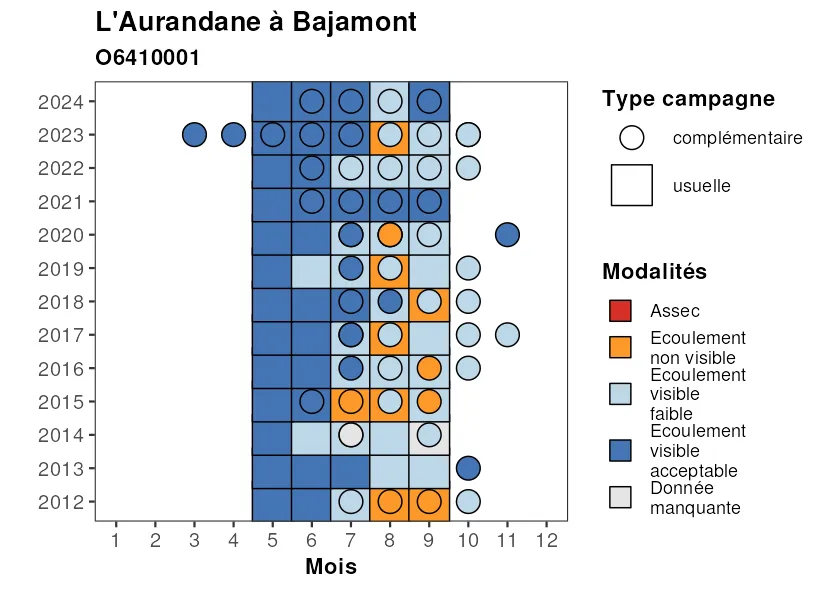 L'Aurandane à Bajamont
O6410001
2024
2023
2022
2021
2020
2019
2018
2017
2016
2015
2014
2013
2012
1 2 3 4 5 6 7 8 9 10 11 12
Mois
Type campagne
complémentaire
usuelle
Modalités
Assec
Ecoulement
non visible
Ecoulement
visible
faible
Ecoulement
visible
acceptable
Donnée
manquante